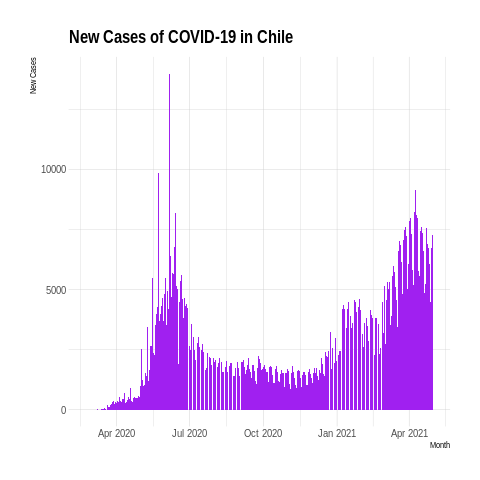 New Cases of COVID-19 in Chile
New Cases
10000
5000
0
Apr 2020 Jul 2020 Oct 2020 Jan 2021 Apr 2021
Month